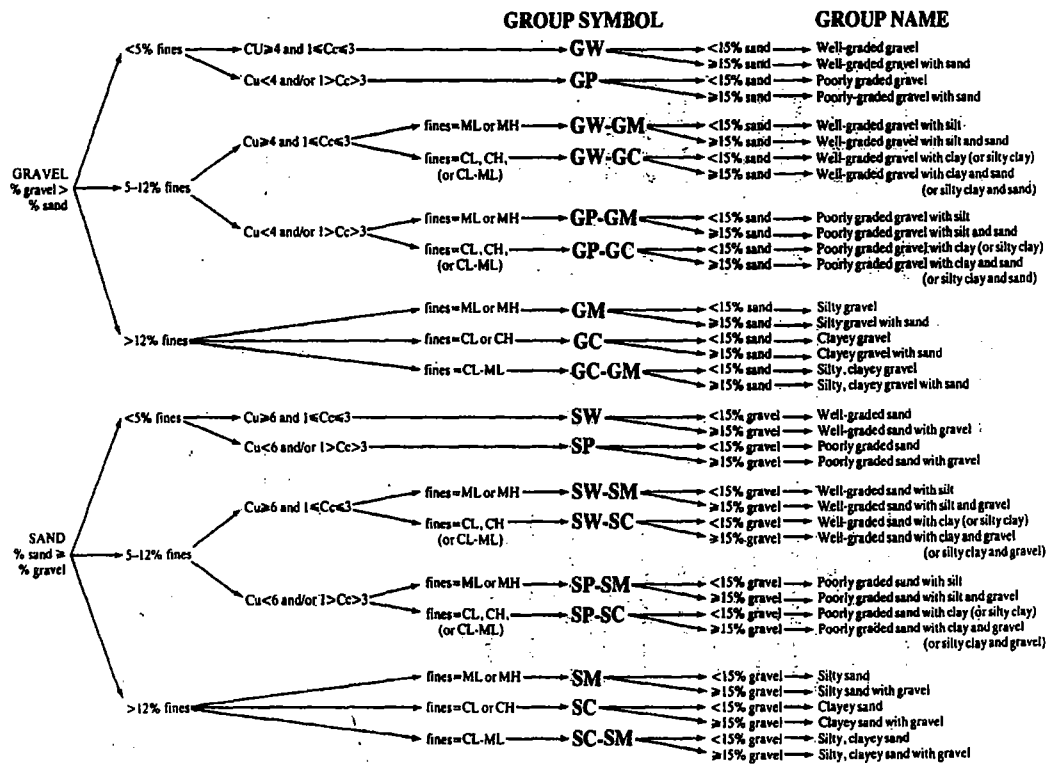 GROUP SYMBOL GROUP NAME
<5% fines CU≥4 and 1≤Cc≤3 GW <15% sand Well-graded gravel
≥15% sand Well-graded gravel with sand
Cu<4 and/or 1>Cc>3 GP <15% sand Poorly graded gravel
≥15% sand Poorly-graded gravel with sand
Cu≥4 and 1≤Cc≤3 fines=ML or MH GW-GM <15% sand Well-graded gravel with silt
≥15% sand Well-graded gravel with silt and sand
fines=CL, CH, GW-GC <15% sand Well-graded gravel with clay (or silty clay)
(or CL-ML) ≥15% sand Well-graded gravel with clay and sand
(or silty clay and sand)
GRAVEL
% gravel >
% sand
5–12% fines
Cu<4 and/or 1>Cc>3 fines=ML or MH GP-GM <15% sand Poorly graded gravel with silt
≥15% sand Poorly graded gravel with silt and sand
fines=CL, CH, GP-GC <15% sand Poorly graded gravel with clay (or silty clay)
(or CL-ML) ≥15% sand Poorly graded gravel with clay and sand
(or silty clay and sand)
>12% fines fines=ML or MH GM <15% sand Silty gravel
≥15% sand Silty gravel with sand
fines=CL or CH GC <15% sand Clayey gravel
≥15% sand Clayey gravel with sand
fines=CL-ML GC-GM <15% sand Silty, clayey gravel
≥15% sand Silty, clayey gravel with sand
<5% fines Cu≥6 and 1≤Cc≤3 SW <15% gravel Well-graded sand
≥15% gravel Well-graded sand with gravel
Cu<6 and/or 1>Cc>3 SP <15% gravel Poorly graded sand
≥15% gravel Poorly graded sand with gravel
Cu≥6 and 1≤Cc≤3 fines=ML or MH SW-SM <15% gravel Well-graded sand with silt
≥15% gravel Well-graded sand with silt and gravel
fines=CL, CH SW-SC <15% gravel Well-graded sand with clay (or silty clay)
(or CL-ML) ≥15% gravel Well-graded sand with clay and gravel
(or silty clay and gravel)
SAND
% sand ≥
% gravel
5–12% fines
Cu<6 and/or 1>Cc>3 fines=ML or MH SP-SM <15% gravel Poorly graded sand with silt
≥15% gravel Poorly graded sand with silt and gravel
fines=CL, CH, SP-SC <15% gravel Poorly graded sand with clay (or silty clay)
(or CL-ML) ≥15% gravel Poorly graded sand with clay and gravel
(or silty clay and gravel)
>12% fines fines=ML or MH SM <15% gravel Silty sand
≥15% gravel Silty sand with gravel
fines=CL or CH SC <15% gravel Clayey sand
≥15% gravel Clayey sand with gravel
fines=CL-ML SC-SM <15% gravel Silty, clayey sand
≥15% gravel Silty, clayey sand with gravel